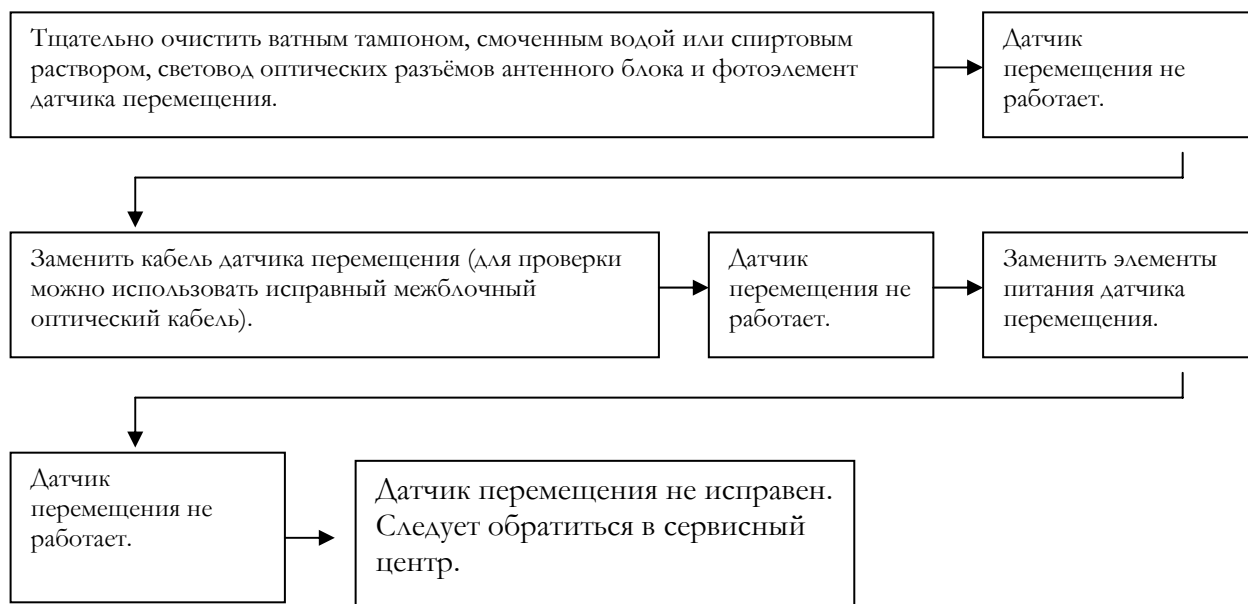 Тщательно очистить ватным тампоном, смоченным водой или спиртовым
раствором, световод оптических разъёмов антенного блока и фотоэлемент
датчика перемещения.
Датчик
перемещения не
работает.
Заменить кабель датчика перемещения (для проверки
можно использовать исправный межблочный
оптический кабель).
Датчик
перемещения не
работает.
Заменить элементы
питания датчика
перемещения.
Датчик
перемещения не
работает.
Датчик перемещения не исправен.
Следует обратиться в сервисный
центр.